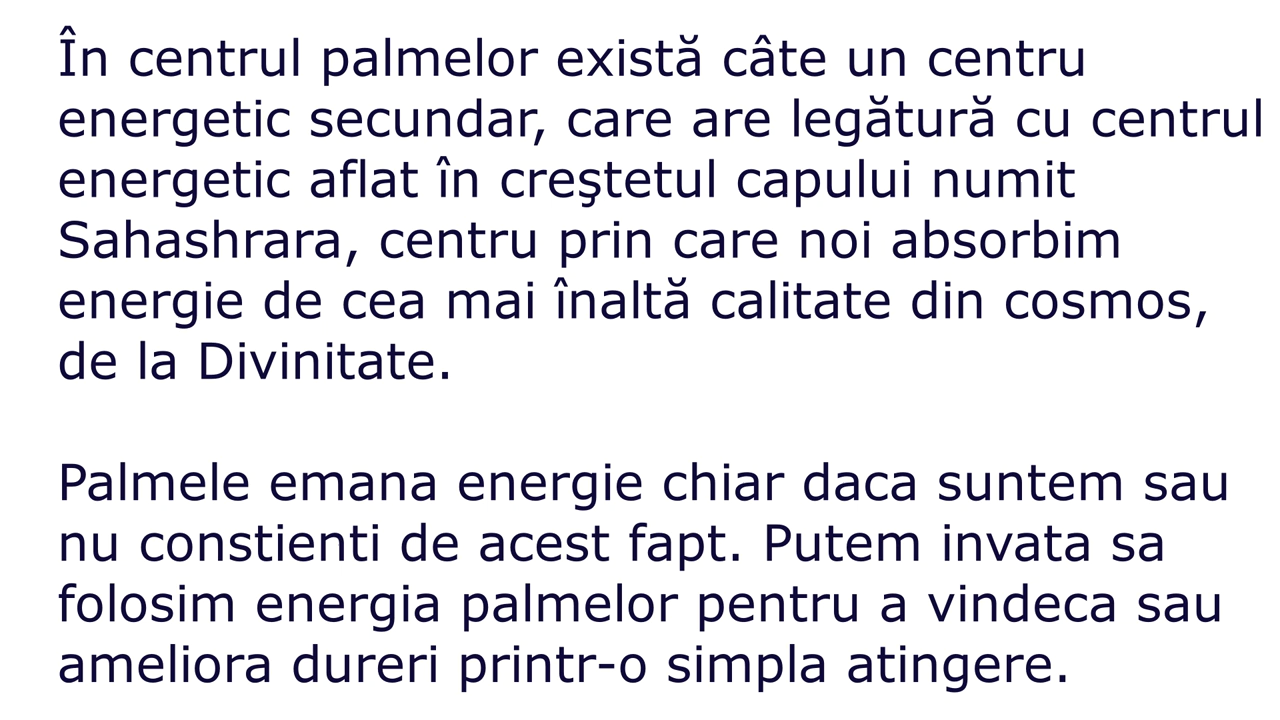 În centrul palmelor există câte un centru
energetic secundar, care are legătură cu centrul
energetic aflat în creştetul capului numit
Sahashrara, centru prin care noi absorbim
energie de cea mai înaltă calitate din cosmos,
de la Divinitate.
Palmele emana energie chiar daca suntem sau
nu constienti de acest fapt. Putem invata sa
folosim energia palmelor pentru a vindeca sau
ameliora dureri printr-o simpla atingere.